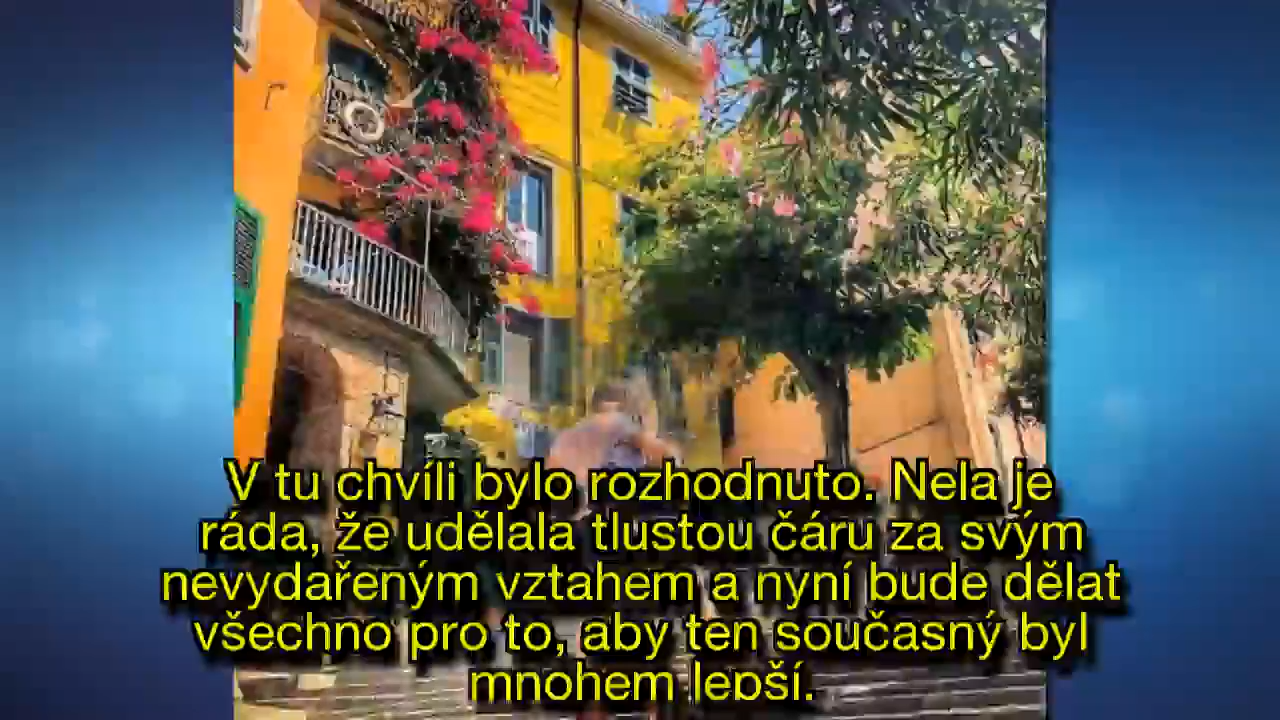 V tu chvíli bylo rozhodnuto. Nela je
ráda, že udělala tlustou čáru za svým
nevydařeným vztahem a nyní bude dělat
všechno pro to, aby ten současný byl
mnohem lepší.